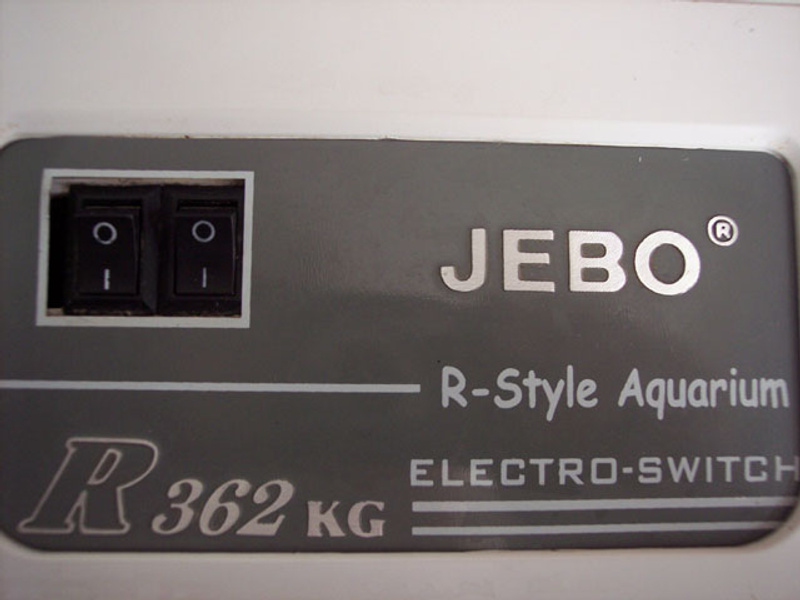 JEBO®
R-Style Aquarium
ELECTRO-SWITCH
R 362 KG